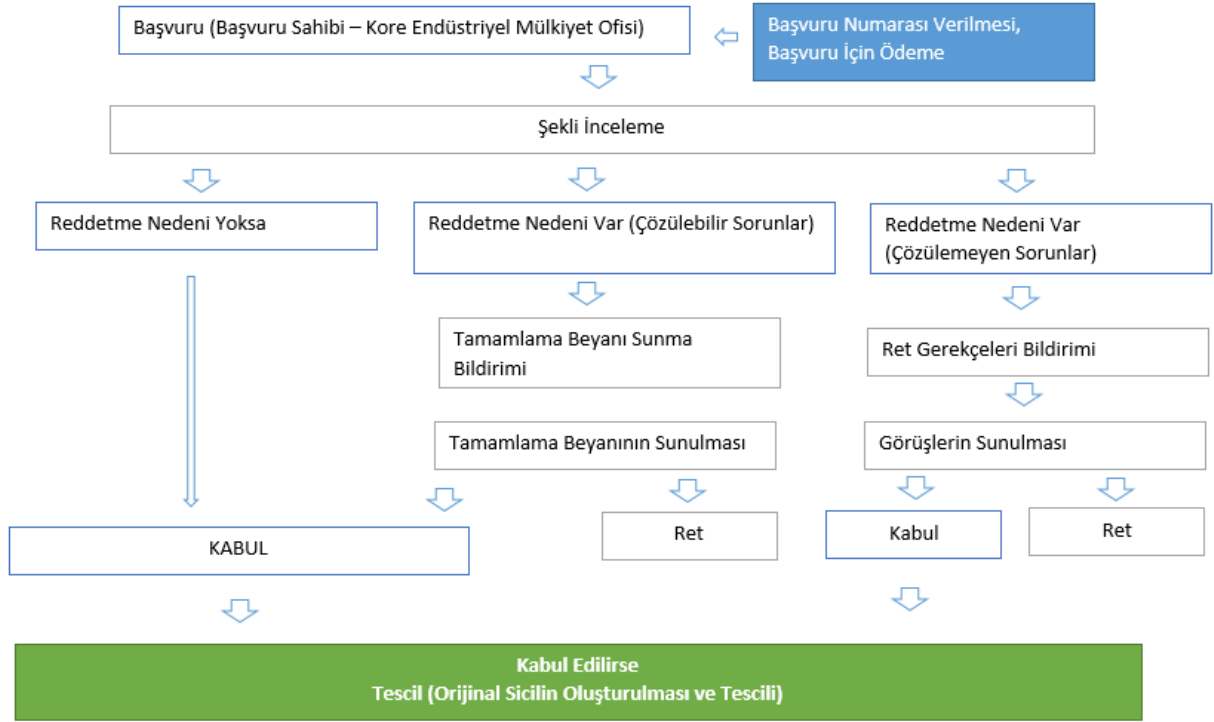 Başvuru (Başvuru Sahibi – Kore Endüstriyel Mülkiyet Ofisi)
Başvuru Numarası Verilmesi,
Başvuru İçin Ödeme
Şekli İnceleme
Reddetme Nedeni Yoksa
Reddetme Nedeni Var (Çözülebilir Sorunlar)
Reddetme Nedeni Var
(Çözülemeyen Sorunlar)
Tamamlama Beyanı Sunma
Bildirimi
Ret Gerekçeleri Bildirimi
Tamamlama Beyanının Sunulması
Görüşlerin Sunulması
KABUL
Ret
Kabul
Ret
Kabul Edilirse
Tescil (Orijinal Sicilin Oluşturulması ve Tescili)